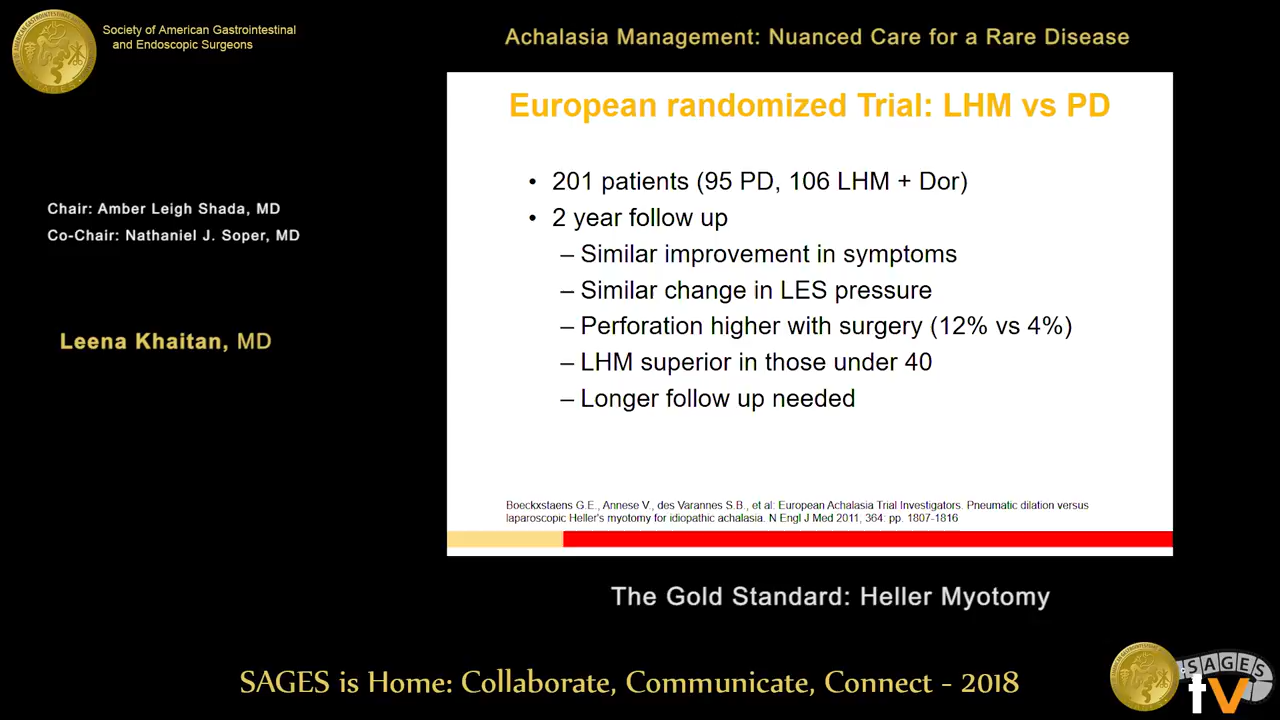 Society of American Gastrointestinal
and Endoscopic Surgeons
Achalasia Management: Nuanced Care for a Rare Disease
European randomized Trial: LHM vs PD
• 201 patients (95 PD, 106 LHM + Dor)
• 2 year follow up
– Similar improvement in symptoms
– Similar change in LES pressure
– Perforation higher with surgery (12% vs 4%)
– LHM superior in those under 40
– Longer follow up needed
Boeckxstaens G.E., Annese V., des Varannes S.B., et al: European Achalasia Trial Investigators. Pneumatic dilation versus
laparoscopic Heller's myotomy for idiopathic achalasia. N Engl J Med 2011, 364: pp. 1807-1816
Chair: Amber Leigh Shada, MD
Co-Chair: Nathaniel J. Soper, MD
Leena Khaitan, MD
The Gold Standard: Heller Myotomy
SAGES is Home: Collaborate, Communicate, Connect - 2018
SAGES
tv